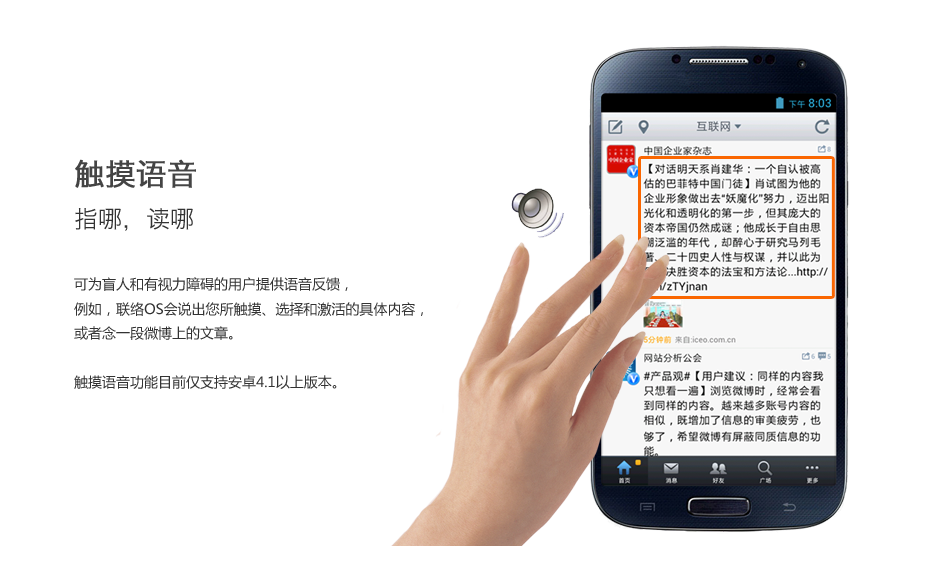 触摸语音
指哪，读哪
可为盲人和有视力障碍的用户提供语音反馈，
例如，联络OS会说出您所触摸、选择和激活的具体内容，
或者念一段微博上的文章。
触摸语音功能目前仅支持安卓4.1以上版本。
下午 8:03
互联网
中国企业家杂志
8
中国企业家
【对话明天系肖建华：一个自认被高
估的巴菲特中国门徒】肖试图为他的
企业形象做出去“妖魔化”努力，迈出阳
光化和透明化的第一步，但其庞大的
资本帝国仍然成谜；他成长于自由思
潮泛滥的年代，却醉心于研究马列毛
著、二十四史人性与权谋，并以此为
决胜资本的法宝和方法论...http://
/zTYjnan
5分钟前 来自:iceo.com.cn
网站分析公会
6 5
#产品观#【用户建议：同样的内容我
只想看一遍】浏览微博时，经常会看
到同样的内容。越来越多账号内容的
相似，既增加了信息的审美疲劳，也
够了，希望微博有屏蔽同质信息的功
能。
首页 消息 好友 广场 更多